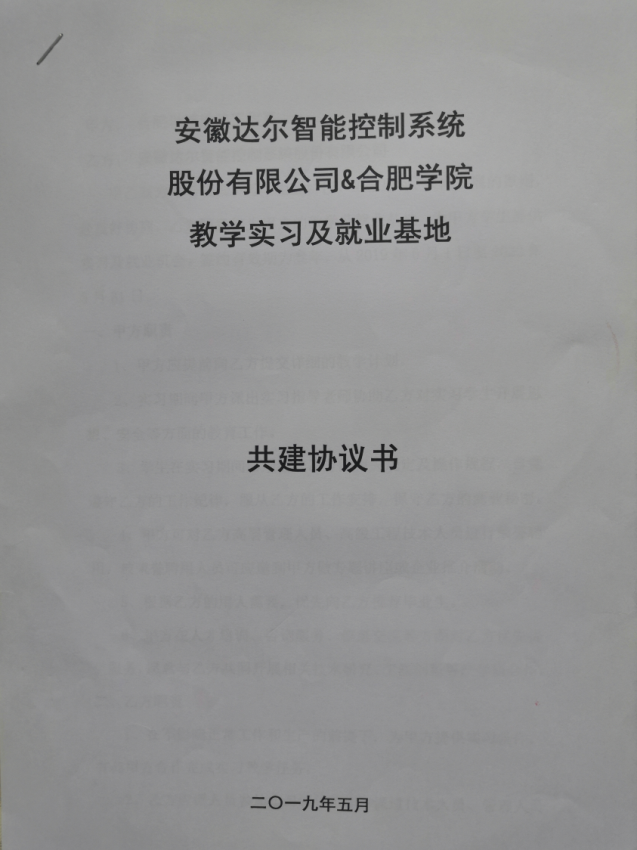 安徽达尔智能控制系统
股份有限公司&合肥学院
教学实习及就业基地
共建协议书
二〇一九年五月